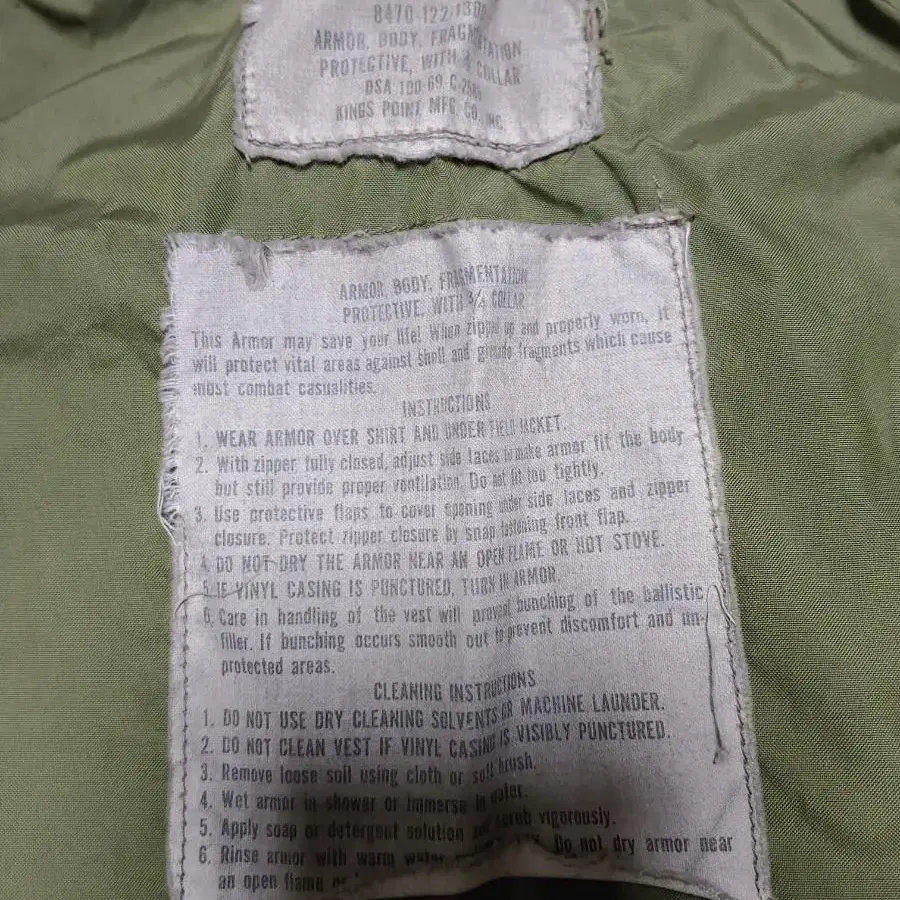 8470-122-130
ARMOR, BODY, FRAGMENTATION
PROTECTIVE, WITH ¾ COLLAR
DSA 100-69-C-
KINGS POINT MFG. CO. INC.
ARMOR, BODY, FRAGMENTATION
PROTECTIVE, WITH 3/4 COLLAR
This Armor may save your life! When zipped up and properly worn, it
will protect vital areas against shell and grenade fragments which cause
most combat casualties.
INSTRUCTIONS
1. WEAR ARMOR OVER SHIRT AND UNDER FIELD JACKET.
2. With zipper fully closed, adjust side laces to make armor fit the body
but still provide proper ventilation. Do not fit too tightly.
3. Use protective flaps to cover opening under side laces and zipper
closure. Protect zipper closure by snap fastening front flap.
4. DO NOT DRY THE ARMOR NEAR AN OPEN FLAME OR HOT STOVE.
5. IF VINYL CASING IS PUNCTURED, TURN IN ARMOR.
6. Care in handling of the vest will prevent bunching of the ballistic
filler. If bunching occurs smooth out to prevent discomfort and un-
protected areas.
CLEANING INSTRUCTIONS
1. DO NOT USE DRY CLEANING SOLVENTS OR MACHINE LAUNDER.
2. DO NOT CLEAN VEST IF VINYL CASING IS VISIBLY PUNCTURED.
3. Remove loose soil using cloth or soft brush.
4. Wet armor in shower or immerse in water.
5. Apply soap or detergent solution and scrub vigorously.
6. Rinse armor with warm water Do not dry armor near
an open flame or